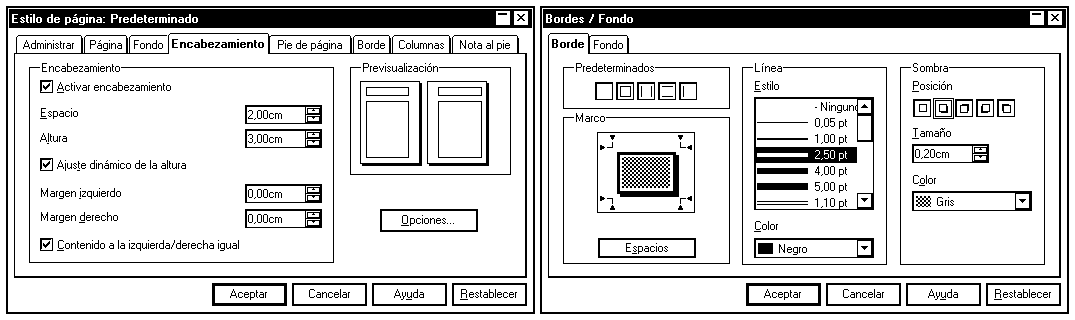 Estilo de página: Predeterminado
Administrar Página Fondo Encabezamiento Pie de página Borde Columnas Nota al pie
Encabezamiento
Activar encabezamiento
Espacio 2,00cm
Altura 3,00cm
Ajuste dinámico de la altura
Margen izquierdo 0,00cm
Margen derecho 0,00cm
Contenido a la izquierda/derecha igual
Previsualización
Opciones...
Aceptar Cancelar Ayuda Restablecer
Bordes / Fondo
Borde Fondo
Predeterminados
Marco
Espacios
Línea
Estilo
- Ninguno
0,05 pt
1,00 pt
2,50 pt
4,00 pt
5,00 pt
1,10 pt
Color
Negro
Sombra
Posición
Tamaño
0,20cm
Color
Gris
Aceptar Cancelar Ayuda Restablecer